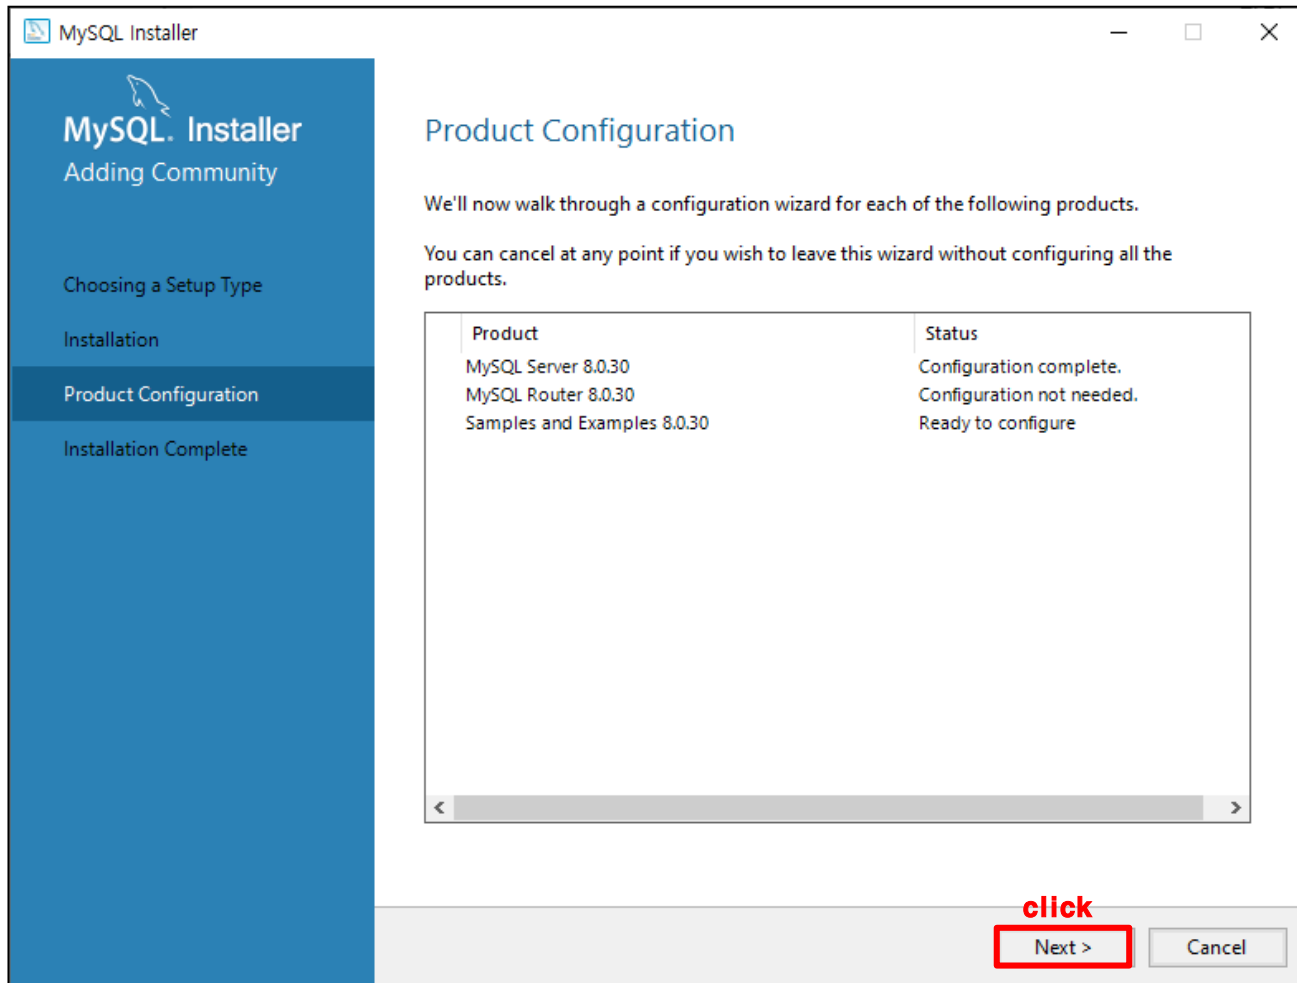 MySQL Installer
MySQL. Installer
Adding Community
Choosing a Setup Type
Installation
Product Configuration
Installation Complete
Product Configuration
We'll now walk through a configuration wizard for each of the following products.
You can cancel at any point if you wish to leave this wizard without configuring all the
products.
Product Status
MySQL Server 8.0.30 Configuration complete.
MySQL Router 8.0.30 Configuration not needed.
Samples and Examples 8.0.30 Ready to configure
click
Next > Cancel